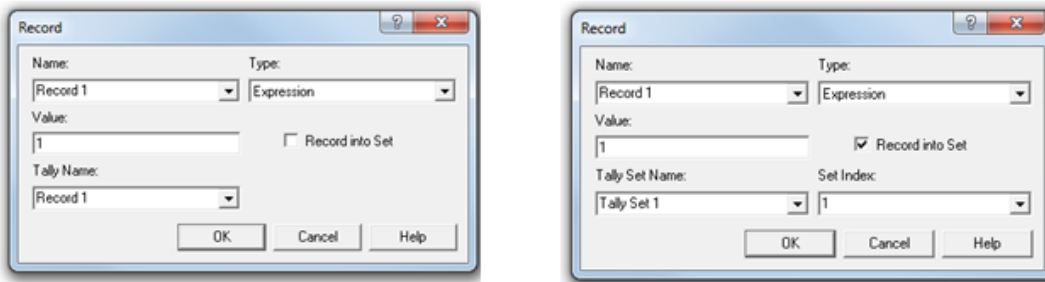 Record
Name: Type:
Record 1 Expression
Value:
1 Record into Set
Tally Name:
Record 1
OK Cancel Help
Record
Name: Type:
Record 1 Expression
Value:
1 Record into Set
Tally Set Name: Set Index:
Tally Set 1 1
OK Cancel Help